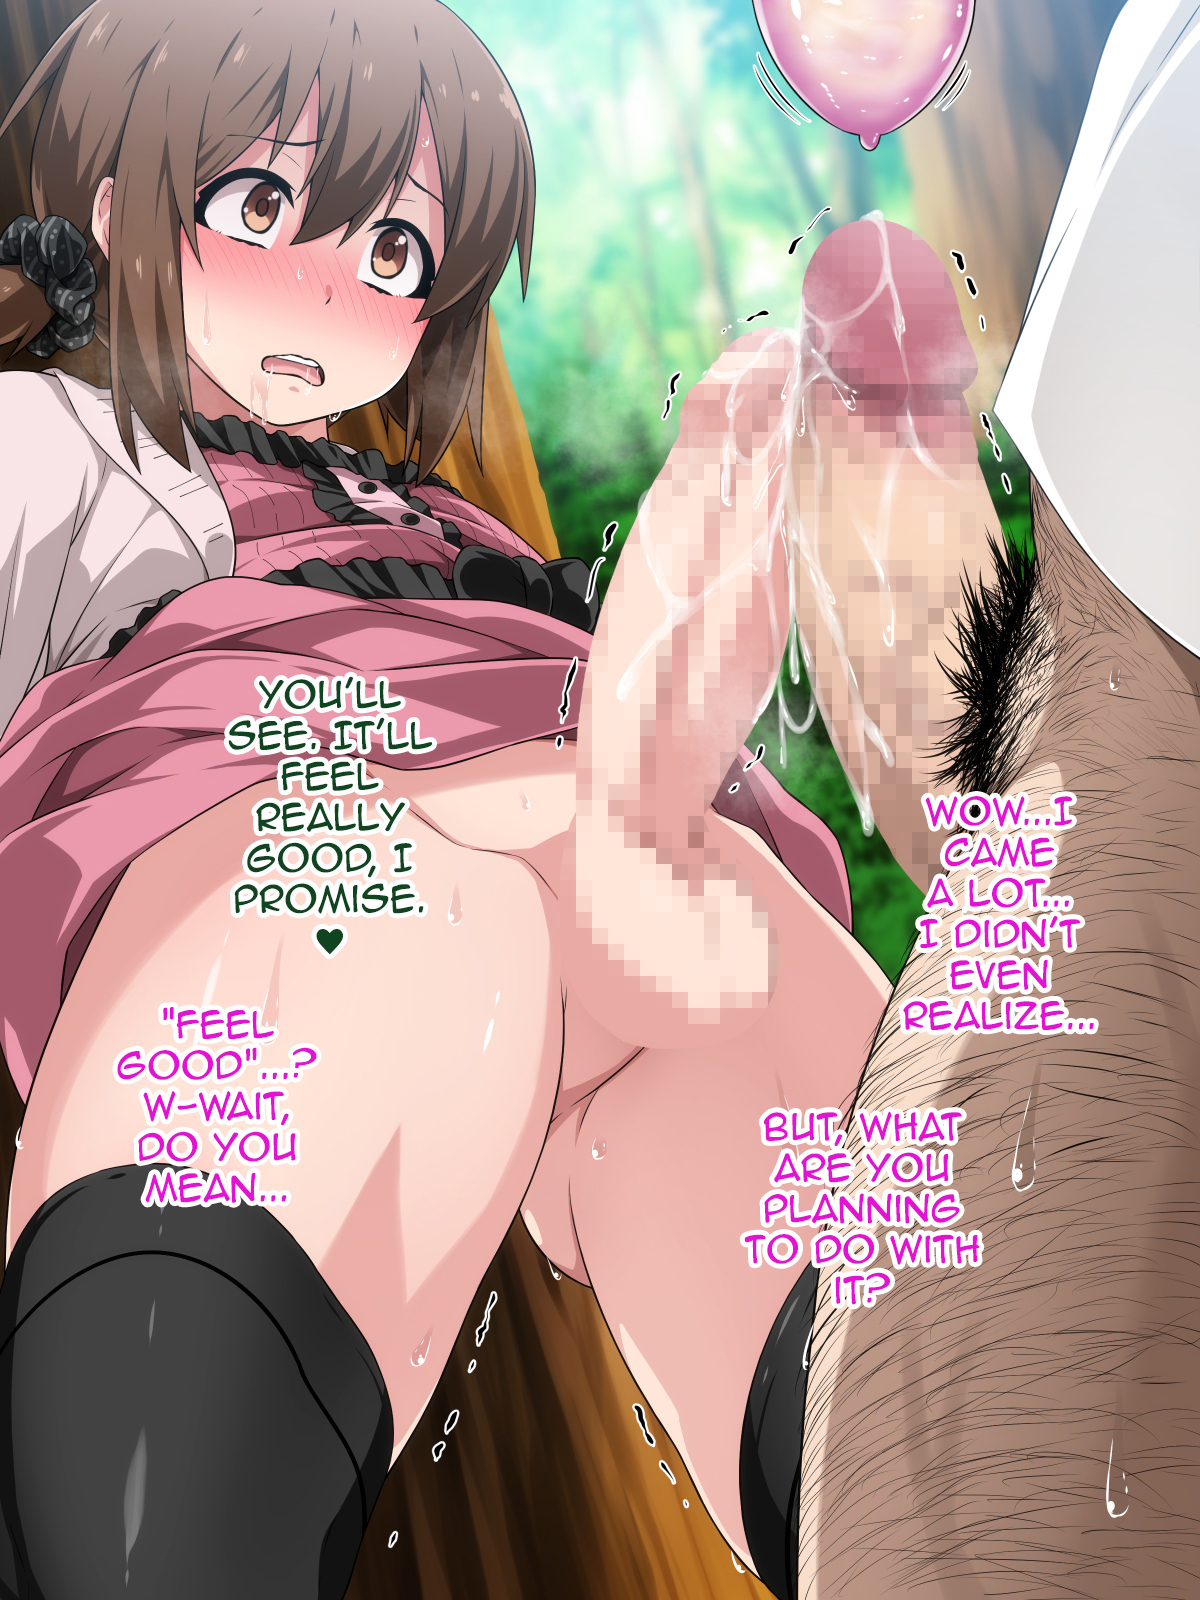 YOU'LL
SEE. IT'LL
FEEL
REALLY
GOOD, I
PROMISE.
♥
WOW...I
CAME
A LOT...
I DIDN'T
EVEN
REALIZE...
"FEEL
GOOD"...?
W-WAIT,
DO YOU
MEAN...
BUT, WHAT
ARE YOU
PLANNING
TO DO WITH
IT?